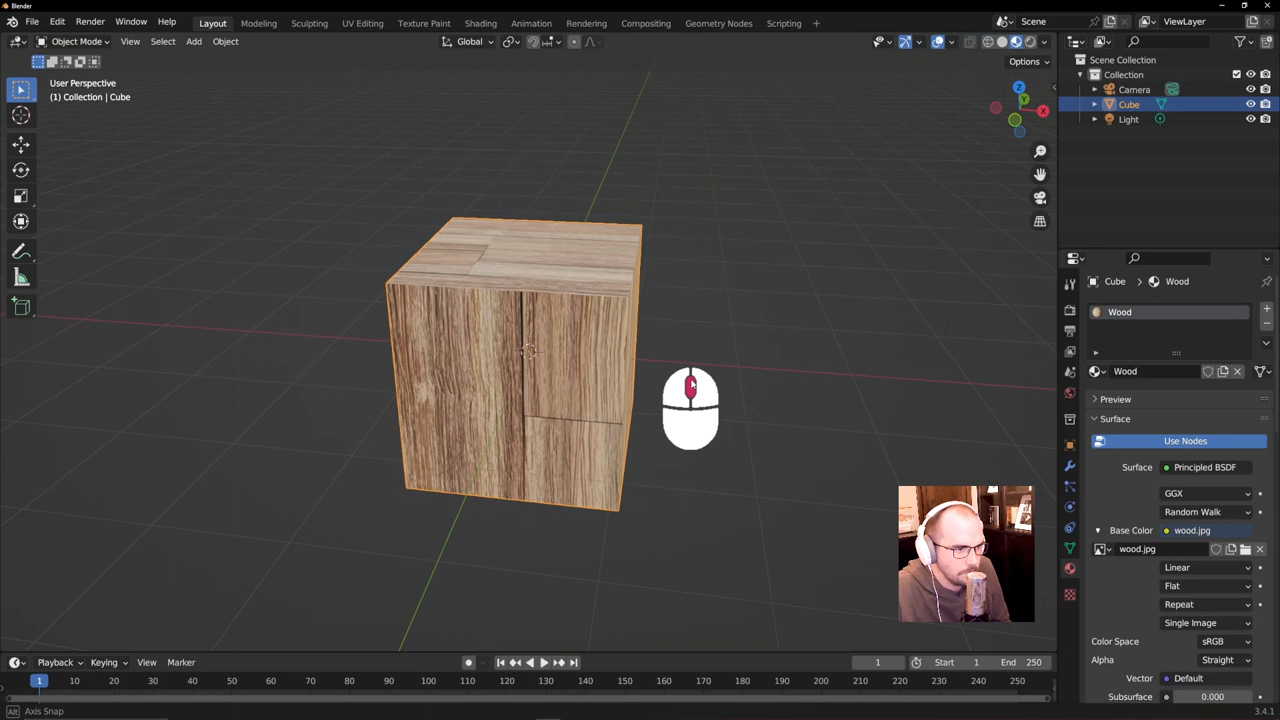 Blender
File Edit Render Window Help Layout Modeling Sculpting UV Editing Texture Paint Shading Animation Rendering Compositing Geometry Nodes Scripting + Scene ViewLayer
Object Mode View Select Add Object Global
Options
User Perspective
(1) Collection | Cube
Z
Y
X
Scene Collection
Collection
Camera
Cube
Light
Cube > Wood
Wood
Wood
Preview
Surface
Use Nodes
Surface Principled BSDF
GGX
Random Walk
Base Color wood.jpg
wood.jpg
Linear
Flat
Repeat
Single Image
Color Space sRGB
Alpha Straight
Vector Default
Subsurface 0.000
Playback Keying View Marker 1 Start 1 End 250
1 10 20 30 40 50 60 70 80 90 100 110 120 130 140 150 160 170 180 190 200 210 220 230 240 250
Alt Axis Snap 3.4.1